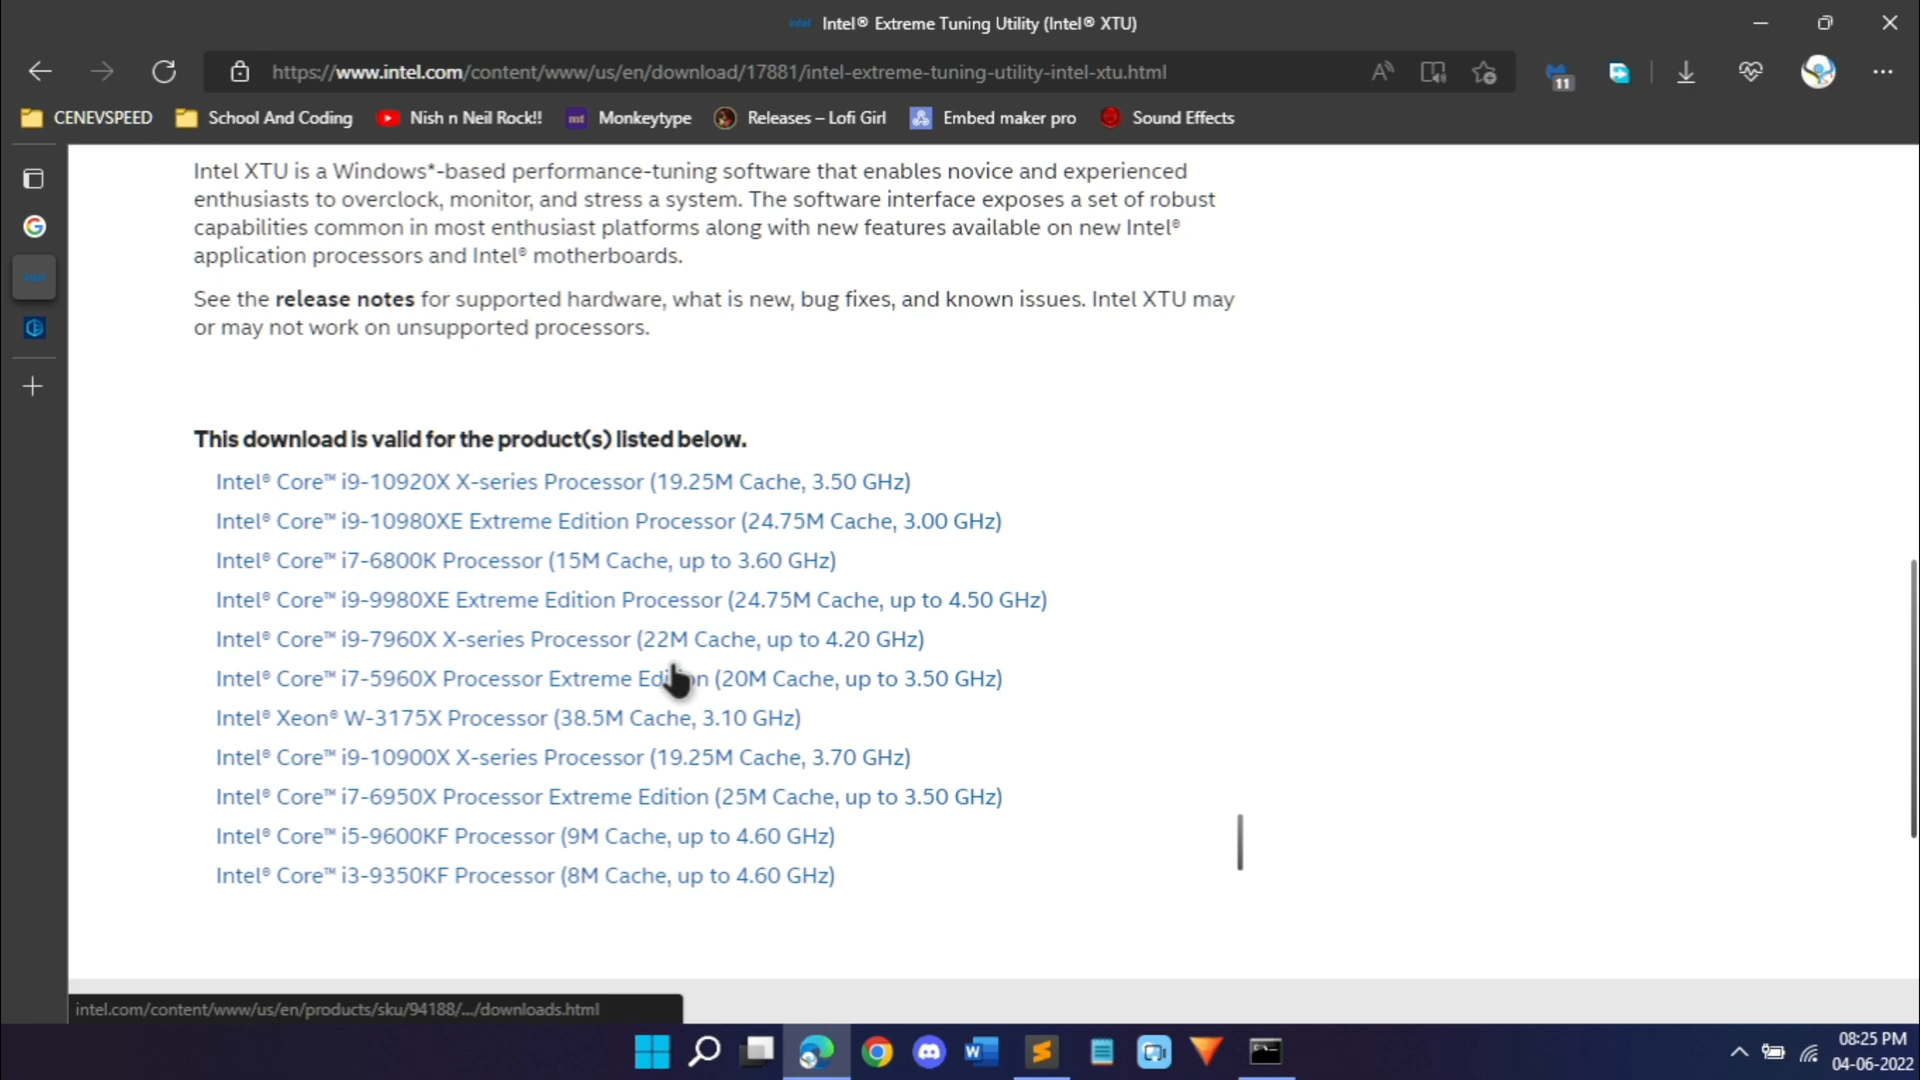 Intel® Extreme Tuning Utility (Intel® XTU)
https://www.intel.com/content/www/us/en/download/17881/intel-extreme-tuning-utility-intel-xtu.html
11
CENEVSPEED School And Coding Nish n Neil Rock!! mt Monkeytype Releases – Lofi Girl Embed maker pro Sound Effects
Intel XTU is a Windows*-based performance-tuning software that enables novice and experienced
enthusiasts to overclock, monitor, and stress a system. The software interface exposes a set of robust
capabilities common in most enthusiast platforms along with new features available on new Intel®
application processors and Intel® motherboards.
See the release notes for supported hardware, what is new, bug fixes, and known issues. Intel XTU may
or may not work on unsupported processors.
This download is valid for the product(s) listed below.
Intel® Core™ i9-10920X X-series Processor (19.25M Cache, 3.50 GHz)
Intel® Core™ i9-10980XE Extreme Edition Processor (24.75M Cache, 3.00 GHz)
Intel® Core™ i7-6800K Processor (15M Cache, up to 3.60 GHz)
Intel® Core™ i9-9980XE Extreme Edition Processor (24.75M Cache, up to 4.50 GHz)
Intel® Core™ i9-7960X X-series Processor (22M Cache, up to 4.20 GHz)
Intel® Core™ i7-5960X Processor Extreme Edition (20M Cache, up to 3.50 GHz)
Intel® Xeon® W-3175X Processor (38.5M Cache, 3.10 GHz)
Intel® Core™ i9-10900X X-series Processor (19.25M Cache, 3.70 GHz)
Intel® Core™ i7-6950X Processor Extreme Edition (25M Cache, up to 3.50 GHz)
Intel® Core™ i5-9600KF Processor (9M Cache, up to 4.60 GHz)
Intel® Core™ i3-9350KF Processor (8M Cache, up to 4.60 GHz)
intel.com/content/www/us/en/products/sku/94188/.../downloads.html
08:25 PM
04-06-2022